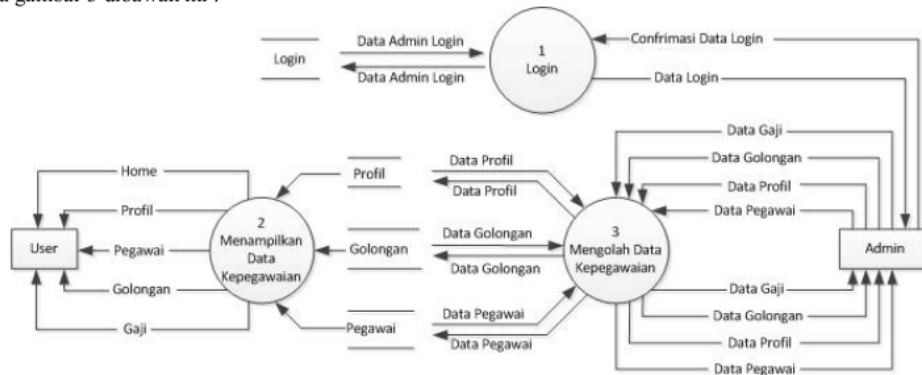 Data Admin Login
Login
Data Admin Login
1
Login
Confrimasi Data Login
Data Login
Home
Profil
Pegawai
Golongan
Gaji
User
2
Menampilkan
Data
Kepegawaian
Profil
Golongan
Pegawai
Data Profil
Data Profil
Data Golongan
Data Golongan
Data Pegawai
Data Pegawai
3
Mengolah Data
Kepegawaian
Data Gaji
Data Golongan
Data Profil
Data Pegawai
Admin
Data Gaji
Data Golongan
Data Profil
Data Pegawai